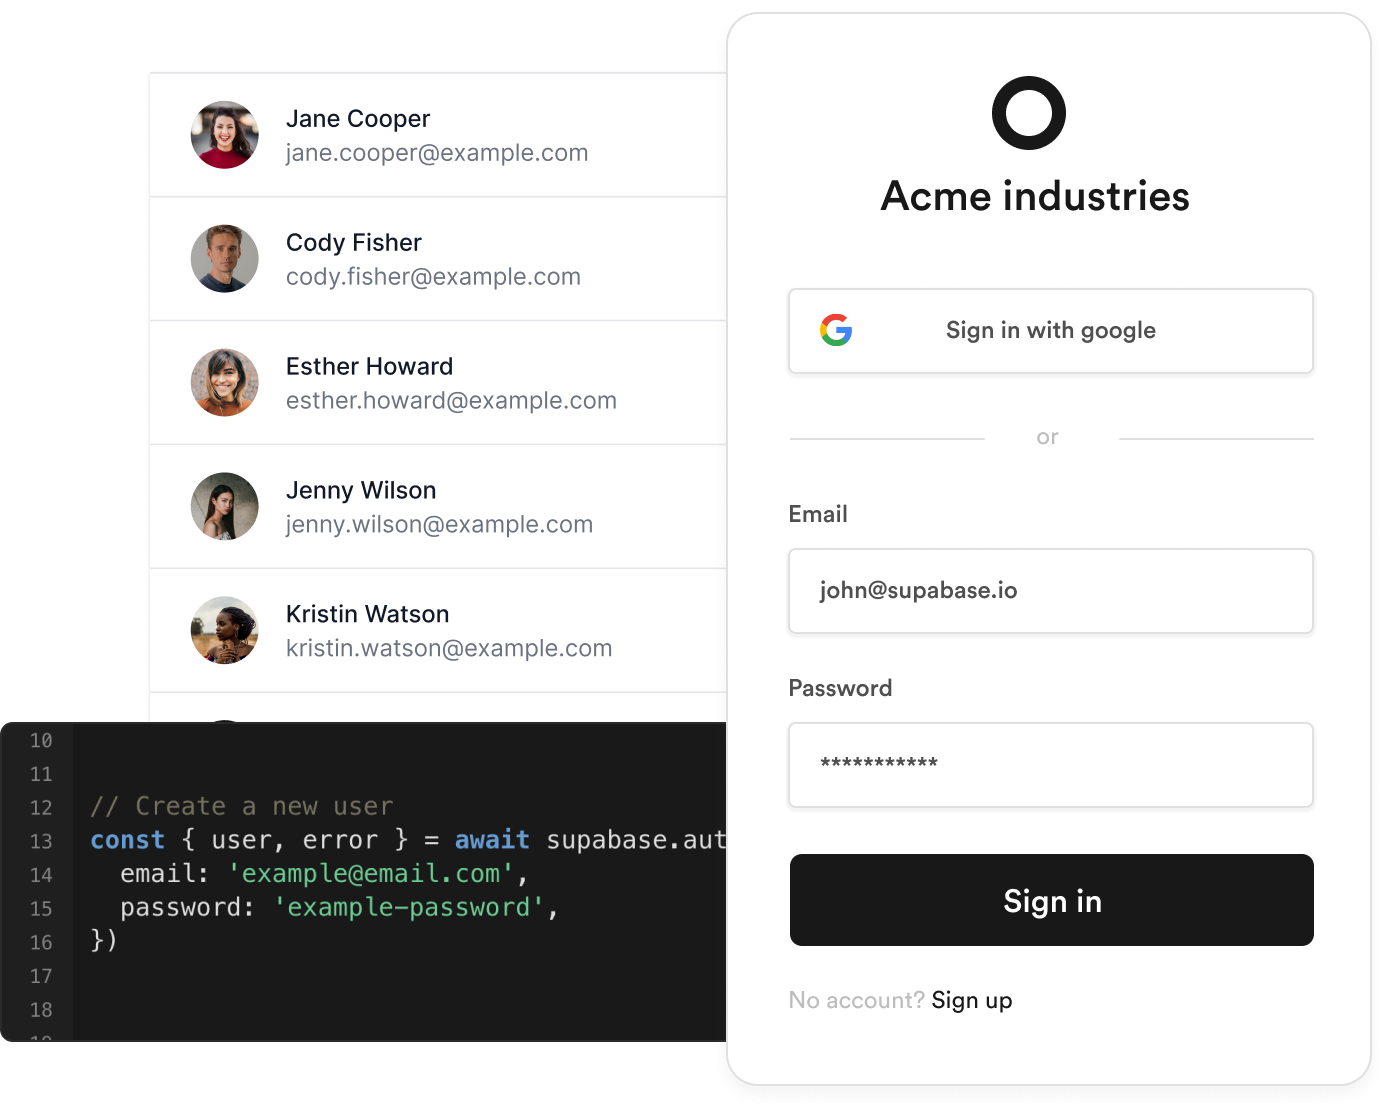 Jane Cooper
jane.cooper@example.com
Cody Fisher
cody.fisher@example.com
Esther Howard
esther.howard@example.com
Jenny Wilson
jenny.wilson@example.com
Kristin Watson
kristin.watson@example.com
10
11
12 // Create a new user
13 const { user, error } = await supabase.aut
14 email: 'example@email.com',
15 password: 'example-password',
16 })
17
18
Acme industries
Sign in with google
or
Email
john@supabase.io
Password
***********
Sign in
No account? Sign up